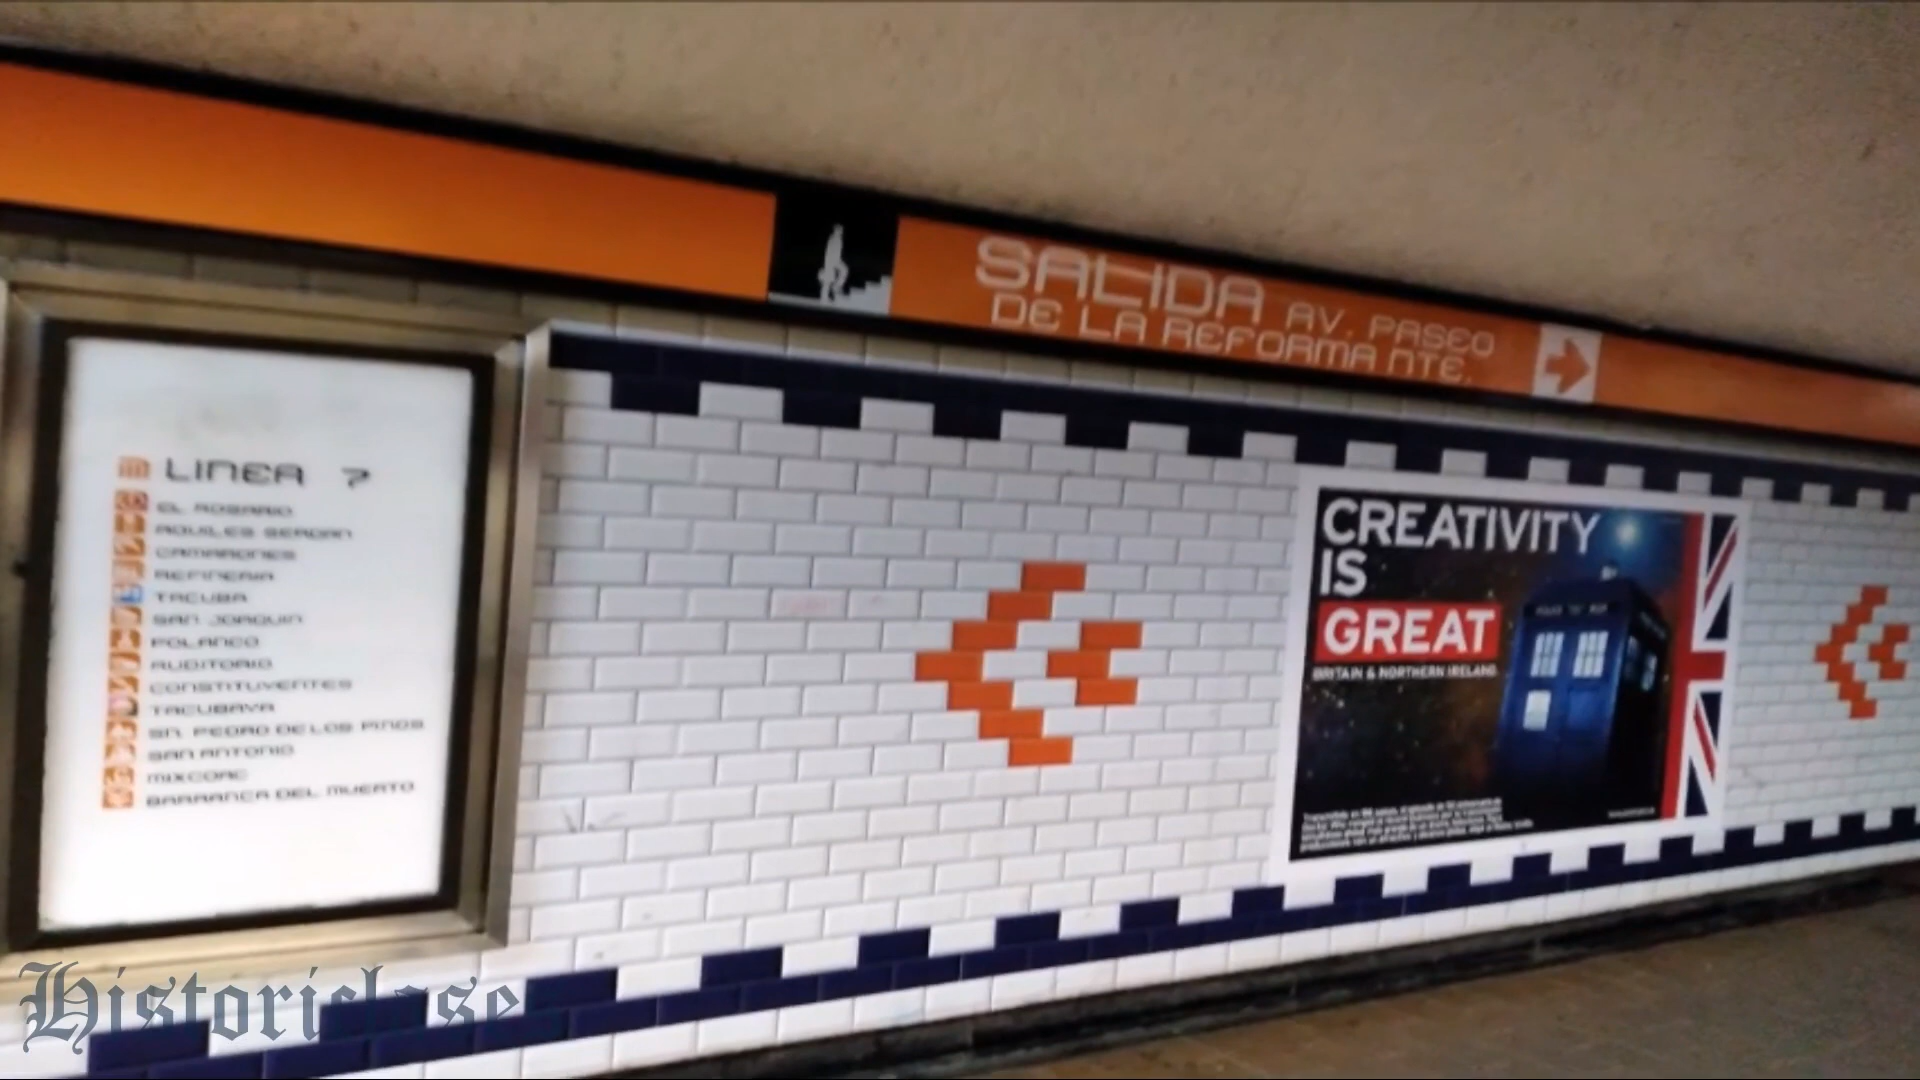 SALIDA AV. PASEO
DE LA REFORMA NTE.
LINEA 7
EL ROSARIO
AQUILES SERDAN
CAMARONES
REFINERIA
TACUBA
SAN JOAQUIN
POLANCO
AUDITORIO
CONSTITUYENTES
TACUBAYA
SN. PEDRO DE LOS PINOS
SAN ANTONIO
MIXCOAC
BARRANCA DEL MUERTO
CREATIVITY
IS
GREAT
BRITAIN & NORTHERN IRELAND
Historiclase